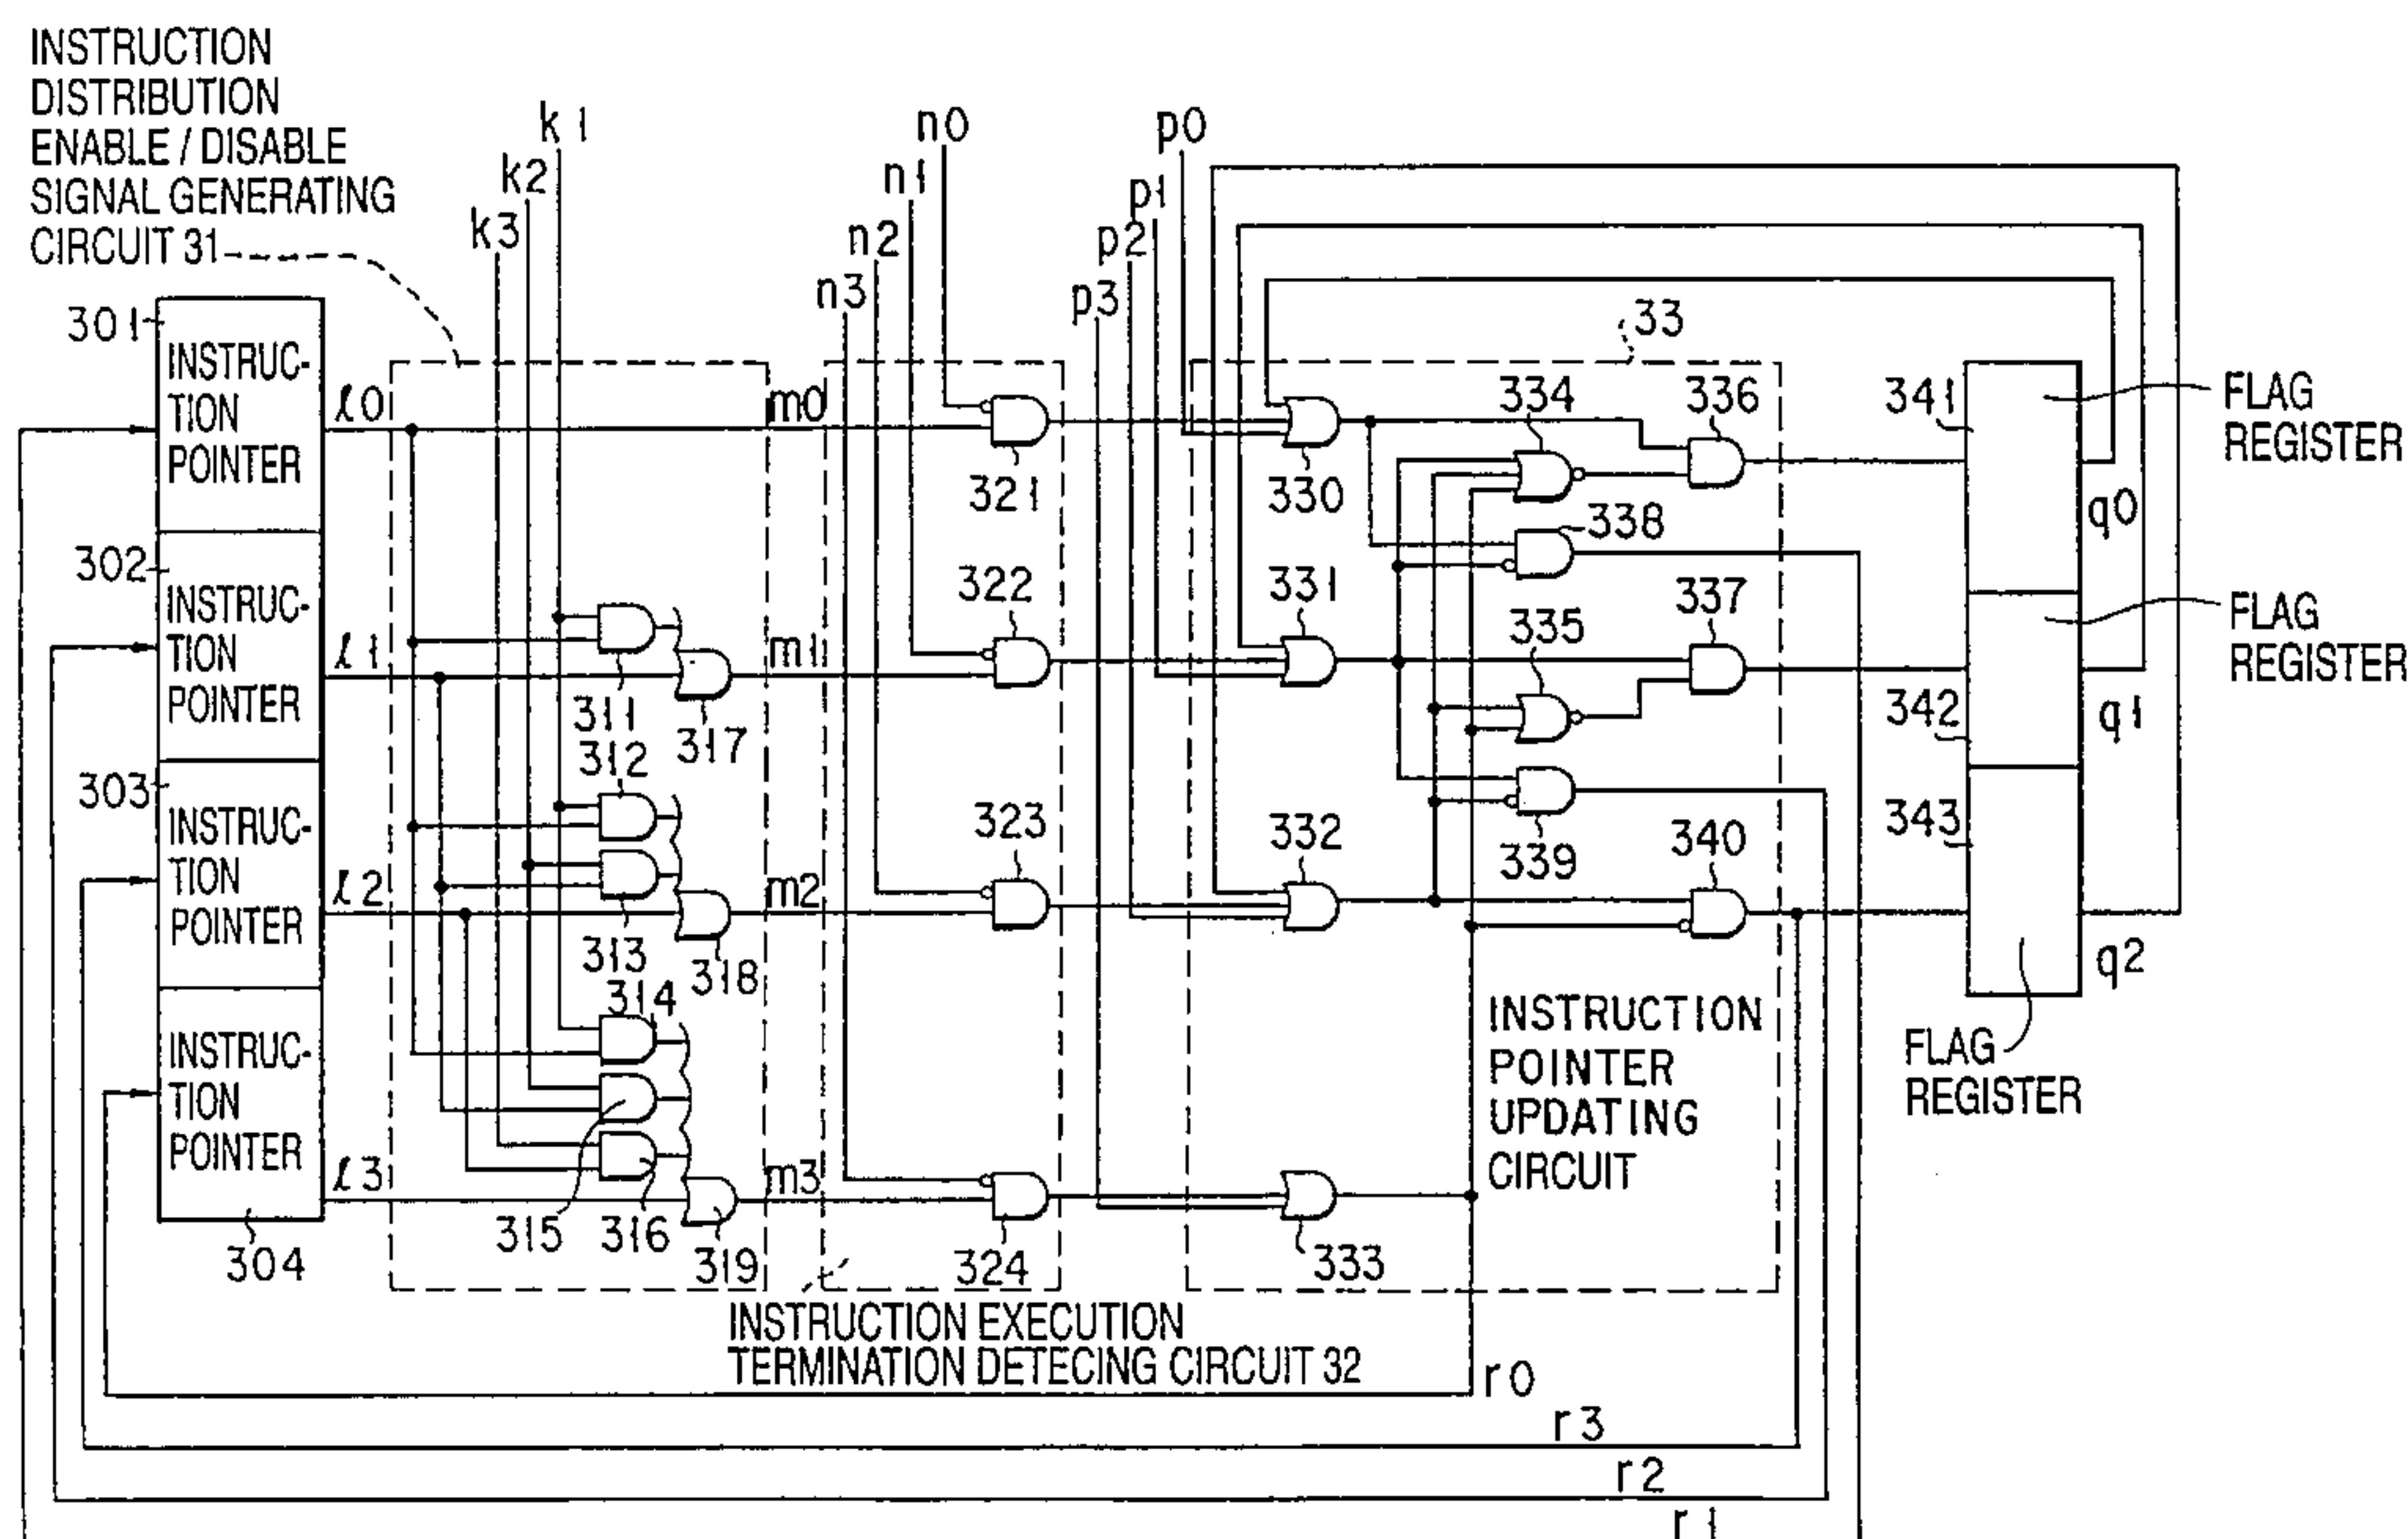 INSTRUCTION
DISTRIBUTION
ENABLE / DISABLE
SIGNAL GENERATING
CIRCUIT 31
k1
k2
k3
n0
n1
n2
n3
p0
p1
p2
p3
33
301
INSTRUC-
TION
POINTER
302
INSTRUC-
TION
POINTER
303
INSTRUC-
TION
POINTER
INSTRUC-
TION
POINTER
304
ℓ0
ℓ1
ℓ2
ℓ3
311
312
313
314
315
316
317
318
319
m0
m1
m2
m3
321
322
323
324
330
331
332
333
334
335
336
337
338
339
340
341
342
343
FLAG
REGISTER
q0
FLAG
REGISTER
q1
q2
FLAG
REGISTER
INSTRUCTION
POINTER
UPDATING
CIRCUIT
INSTRUCTION EXECUTION
TERMINATION DETECING CIRCUIT 32
r0
r3
r2
r1